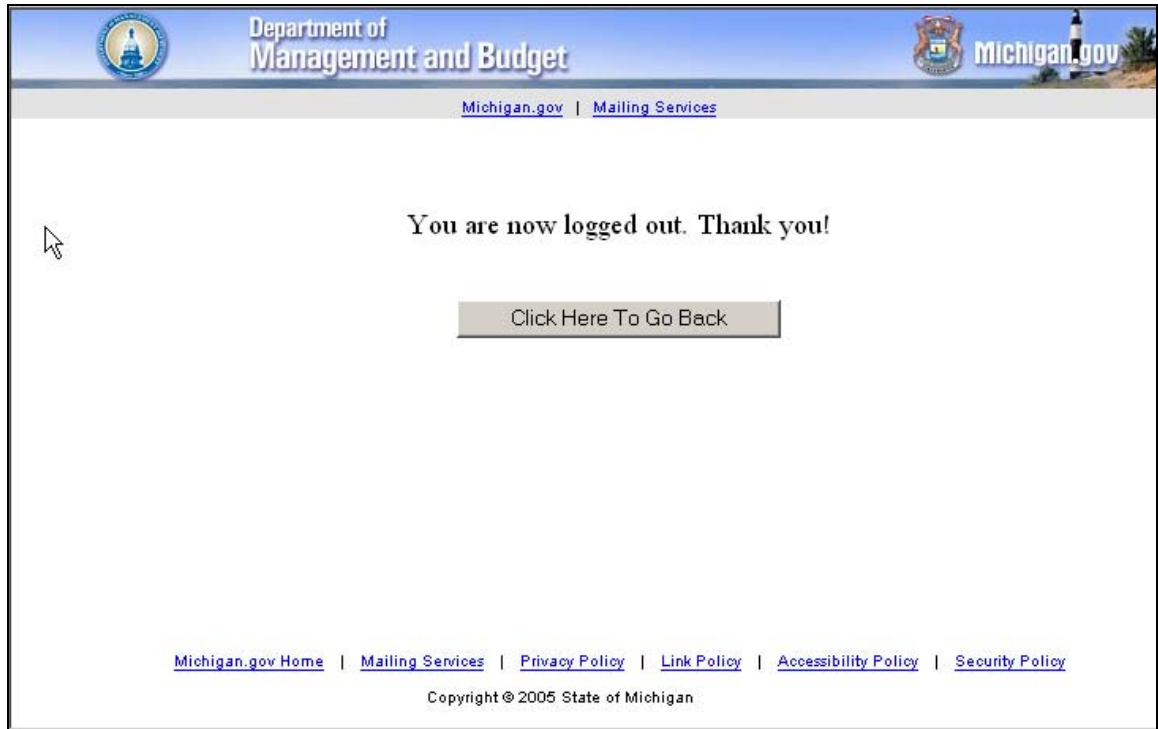 Department of
Management and Budget
Michigan.gov
Michigan.gov | Mailing Services
You are now logged out. Thank you!
Click Here To Go Back
Michigan.gov Home | Mailing Services | Privacy Policy | Link Policy | Accessibility Policy | Security Policy
Copyright © 2005 State of Michigan